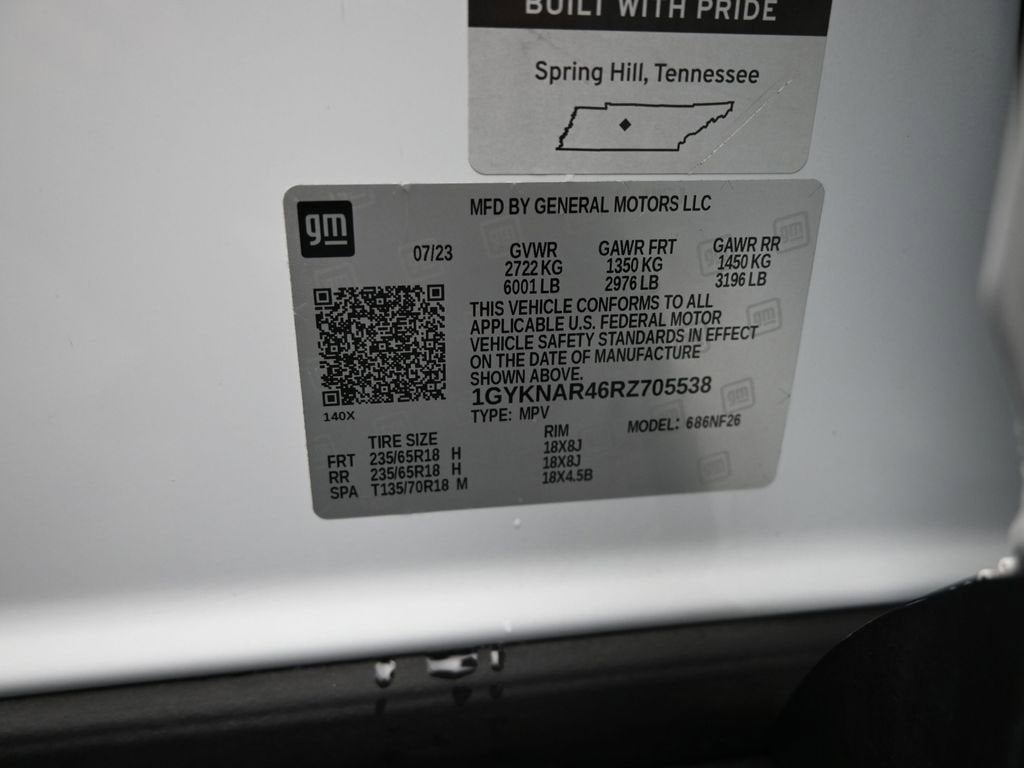 BUILT WITH PRIDE
Spring Hill, Tennessee
gm
MFD BY GENERAL MOTORS LLC
07/23
GVWR GAWR FRT GAWR RR
2722 KG 1350 KG 1450 KG
6001 LB 2976 LB 3196 LB
THIS VEHICLE CONFORMS TO ALL
APPLICABLE U.S. FEDERAL MOTOR
VEHICLE SAFETY STANDARDS IN EFFECT
ON THE DATE OF MANUFACTURE
SHOWN ABOVE.
1GYKNAR46RZ705538
TYPE: MPV MODEL: 686NF26
140X
TIRE SIZE RIM
FRT 235/65R18 H 18X8J
RR 235/65R18 H 18X8J
SPA T135/70R18 M 18X4.5B